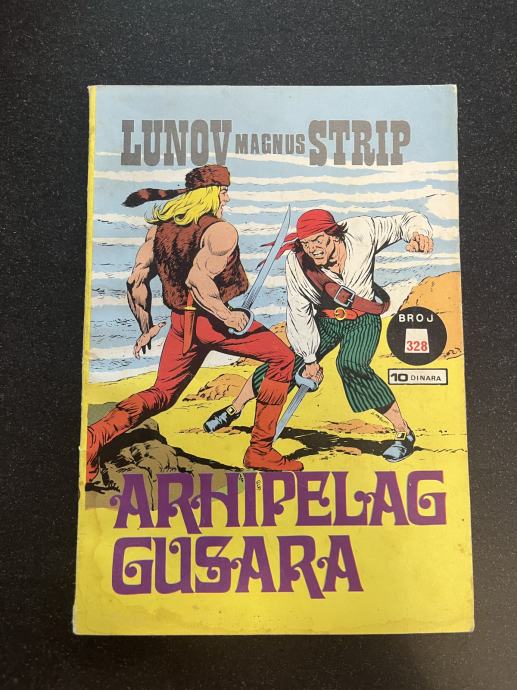 LUNOV MAGNUS STRIP
BROJ
328
10 DINARA
ARHIPELAG
GUSARA